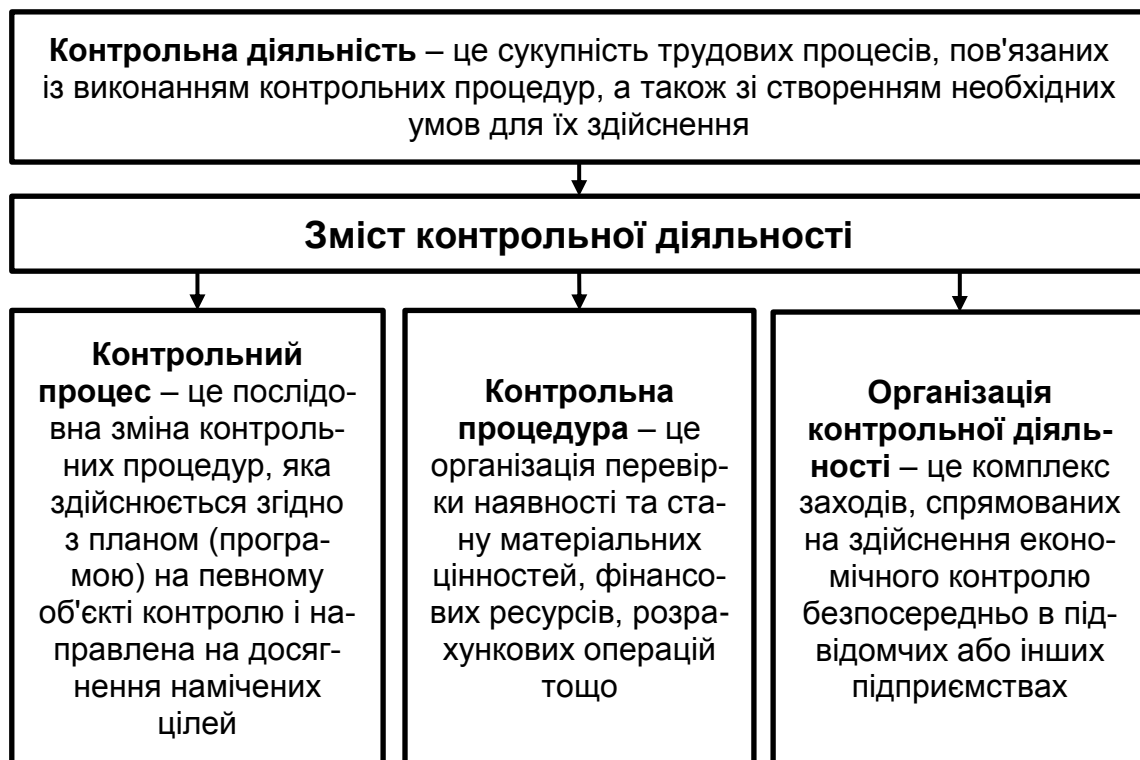 Контрольна діяльність – це сукупність трудових процесів, пов'язаних
із виконанням контрольних процедур, а також зі створенням необхідних
умов для їх здійснення
Зміст контрольної діяльності
Контрольний
процес – це послідо-
вна зміна контроль-
них процедур, яка
здійснюється згідно
з планом (програ-
мою) на певному
об'єкті контролю і на-
правлена на досяг-
нення намічених
цілей
Контрольна
процедура – це
організація перевір-
ки наявності та ста-
ну матеріальних
цінностей, фінансо-
вих ресурсів, розра-
хункових операцій
тощо
Організація
контрольної діяль-
ності – це комплекс
заходів, спрямованих
на здійснення еконо-
мічного контролю
безпосередньо в під-
відомчих або інших
підприємствах